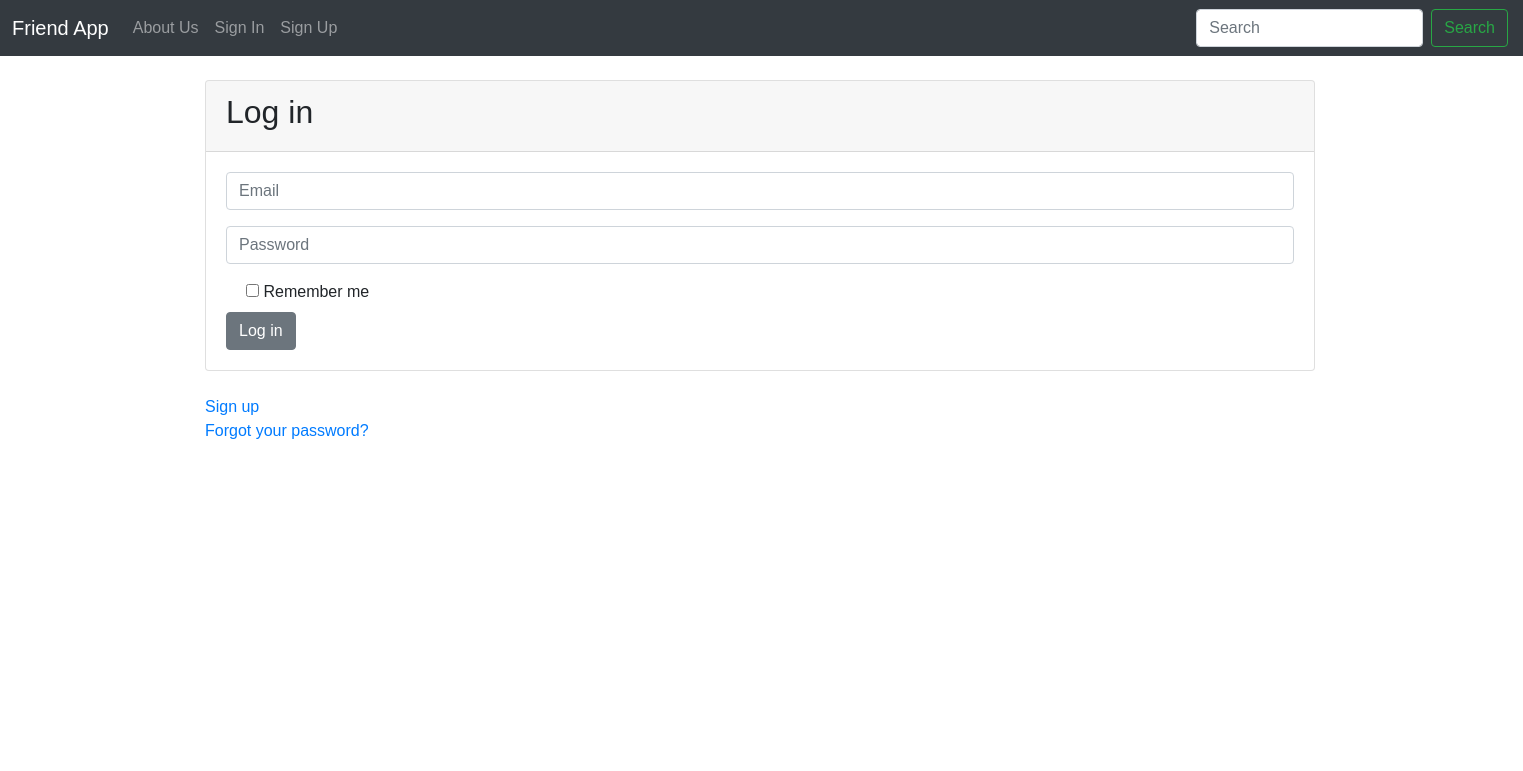 Friend App About Us Sign In Sign Up Search Search
Log in
Email
Password
Remember me
Log in
Sign up
Forgot your password?